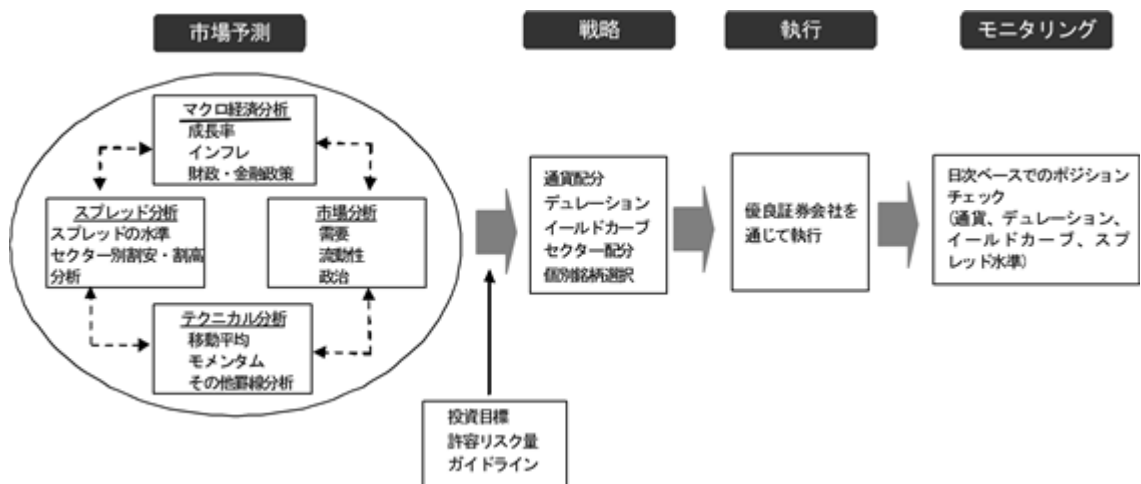 市場予測
戦略
執行
モニタリング
マクロ経済分析
成長率
インフレ
財政・金融政策
スプレッド分析
スプレッドの水準
セクター別割安・割高
分析
市場分析
需要
流動性
政治
テクニカル分析
移動平均
モメンタム
その他罫線分析
投資目標
許容リスク量
ガイドライン
通貨配分
デュレーション
イールドカーブ
セクター配分
個別銘柄選択
優良証券会社を
通じて執行
日次ベースでのポジション
チェック
(通貨、デュレーション、
イールドカーブ、スプ
レッド水準)